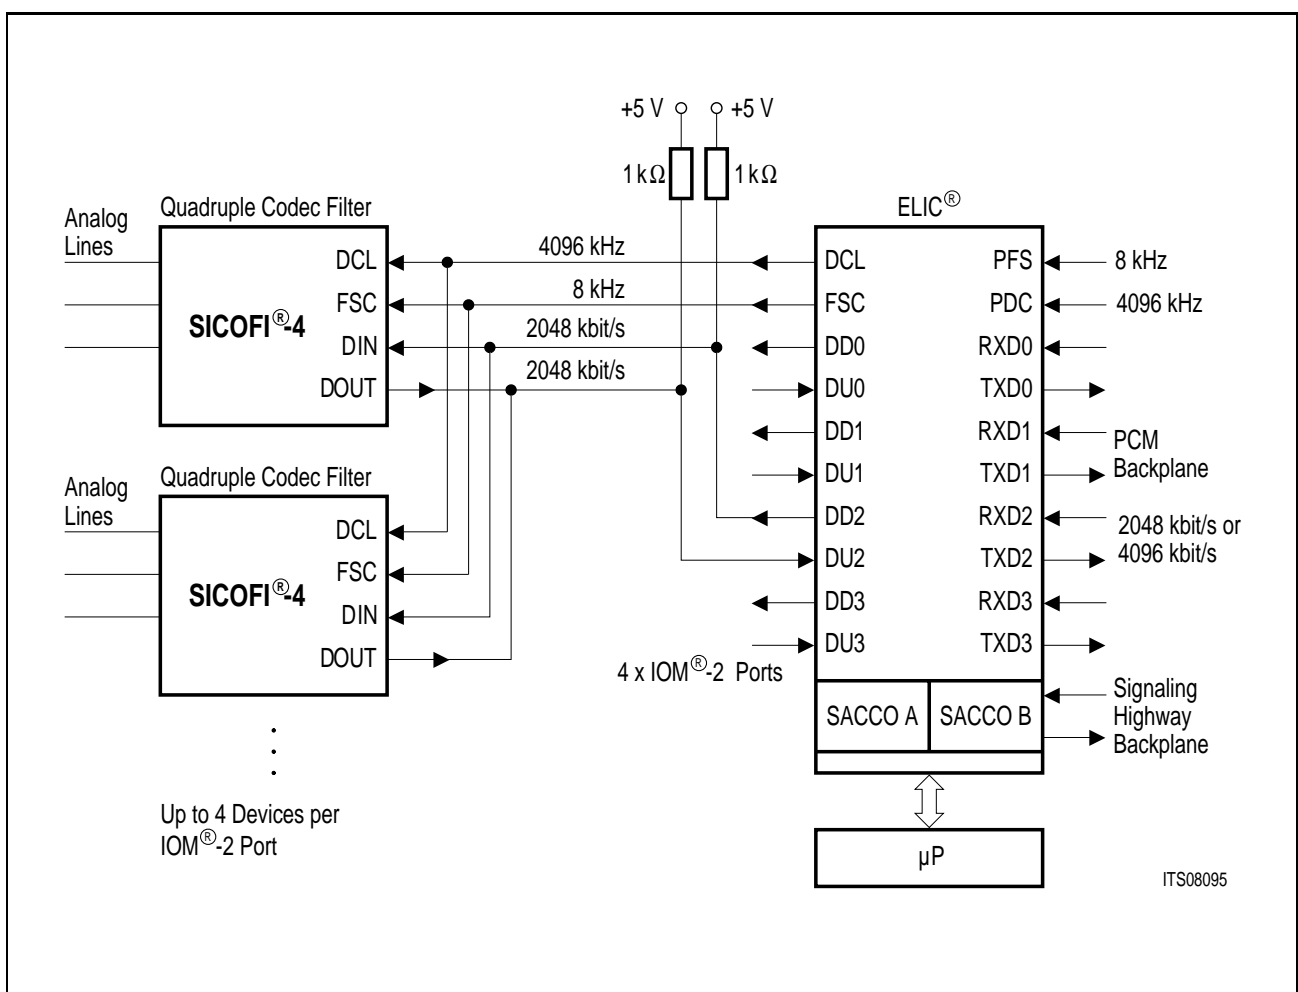 +5 V
+5 V
1 kΩ
1 kΩ
Quadruple Codec Filter
ELIC®
Analog
Lines
DCL
FSC
DIN
DOUT
SICOFI®-4
4096 kHz
8 kHz
2048 kbit/s
2048 kbit/s
DCL
FSC
DD0
DU0
DD1
DU1
DD2
DU2
DD3
DU3
PFS
PDC
RXD0
TXD0
RXD1
TXD1
RXD2
TXD2
RXD3
TXD3
8 kHz
4096 kHz
PCM
Backplane
2048 kbit/s or
4096 kbit/s
Quadruple Codec Filter
Analog
Lines
DCL
FSC
DIN
DOUT
SICOFI®-4
4 x IOM®-2 Ports
SACCO A
SACCO B
Signaling
Highway
Backplane
Up to 4 Devices per
IOM®-2 Port
µP
ITS08095